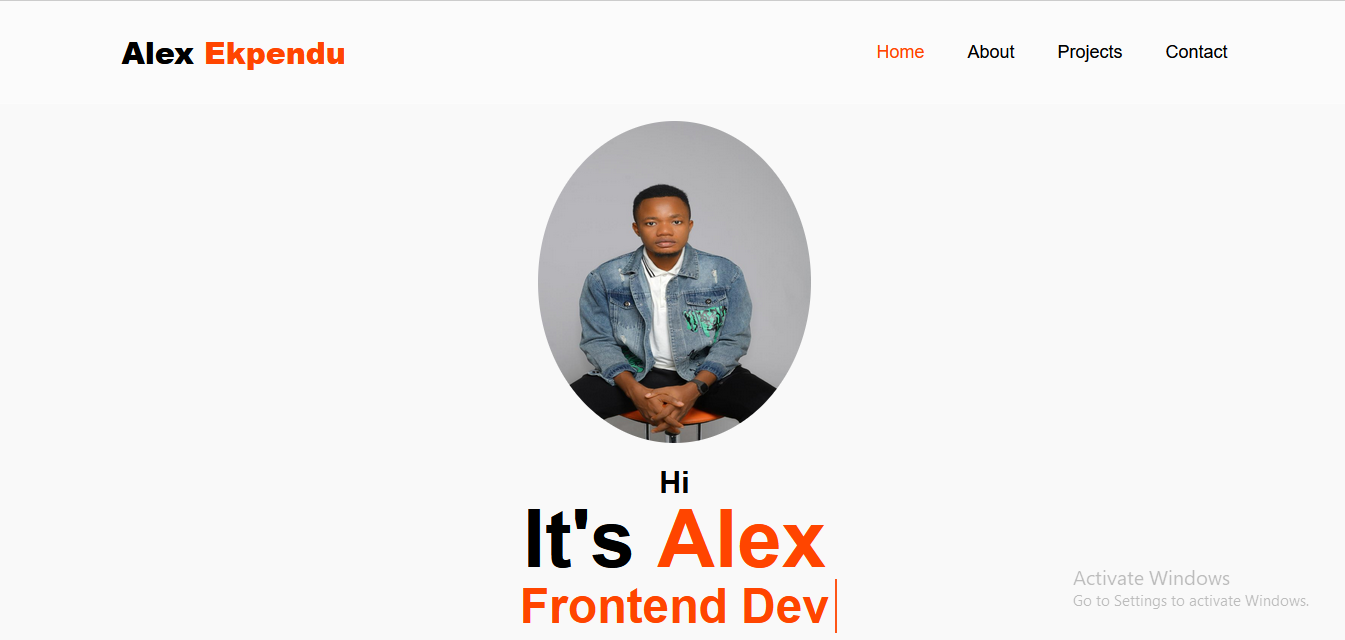 Alex Ekpendu
Home About Projects Contact
Hi
It's Alex
Frontend Dev
Activate Windows
Go to Settings to activate Windows.